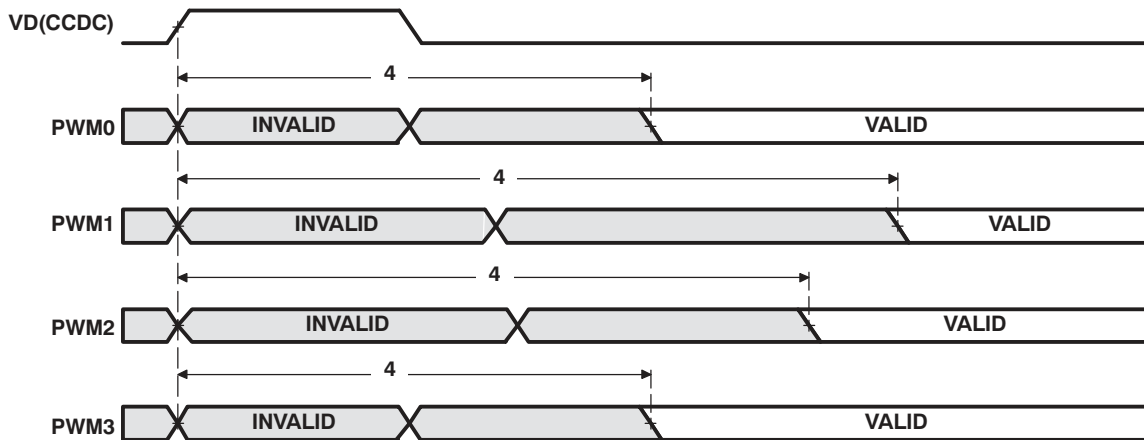 VD(CCDC)
4
PWM0 INVALID VALID
4
PWM1 INVALID VALID
4
PWM2 INVALID VALID
4
PWM3 INVALID VALID